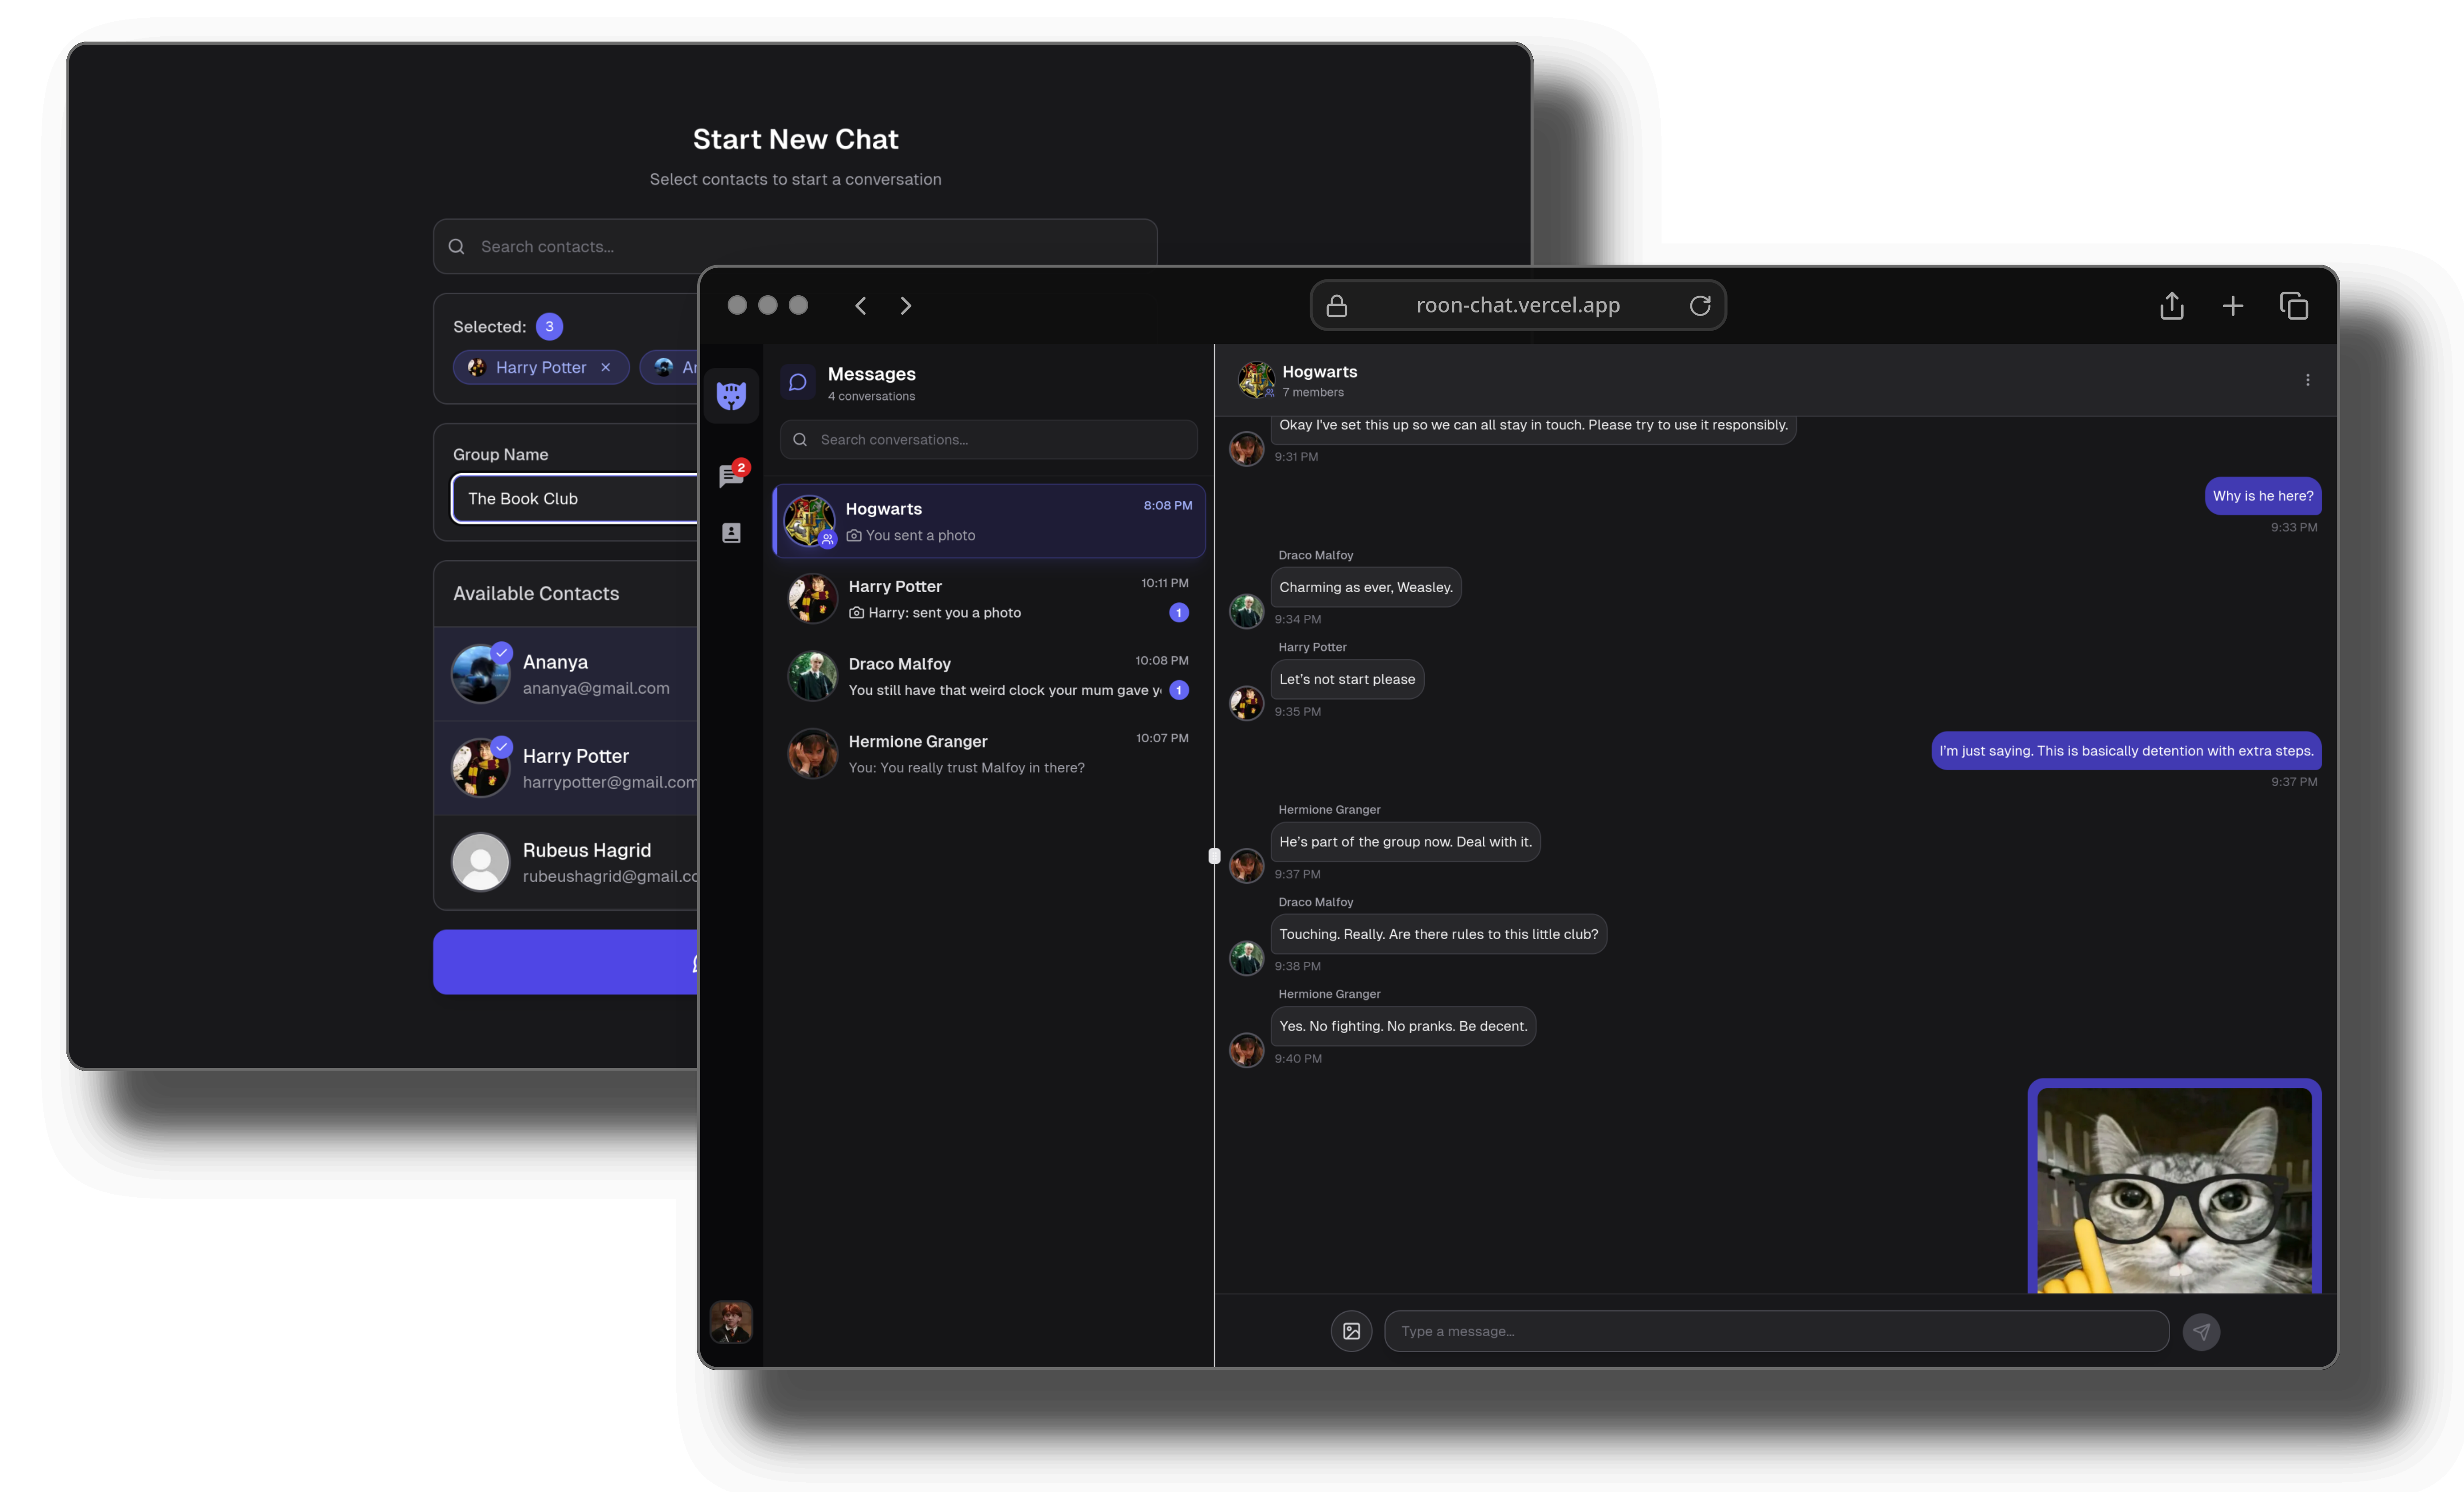 Start New Chat
Select contacts to start a conversation
Search contacts...
Selected: 3
Harry Potter
Group Name
The Book Club
Available Contacts
Ananya
ananya@gmail.com
Harry Potter
harrypotter@gmail.com
Rubeus Hagrid
rubeushagrid@gmail.co
roon-chat.vercel.app
2
Messages
4 conversations
Search conversations...
Hogwarts 8:08 PM
You sent a photo
Harry Potter 10:11 PM
Harry: sent you a photo 1
Draco Malfoy 10:08 PM
You still have that weird clock your mum gave 1
Hermione Granger 10:07 PM
You: You really trust Malfoy in there?
Hogwarts
7 members
Okay I've set this up so we can all stay in touch. Please try to use it responsibly.
9:31 PM
Why is he here?
9:33 PM
Draco Malfoy
Charming as ever, Weasley.
9:34 PM
Harry Potter
Let's not start please
9:35 PM
I'm just saying. This is basically detention with extra steps.
9:37 PM
Hermione Granger
He's part of the group now. Deal with it.
9:37 PM
Draco Malfoy
Touching. Really. Are there rules to this little club?
9:38 PM
Hermione Granger
Yes. No fighting. No pranks. Be decent.
9:40 PM
Type a message...